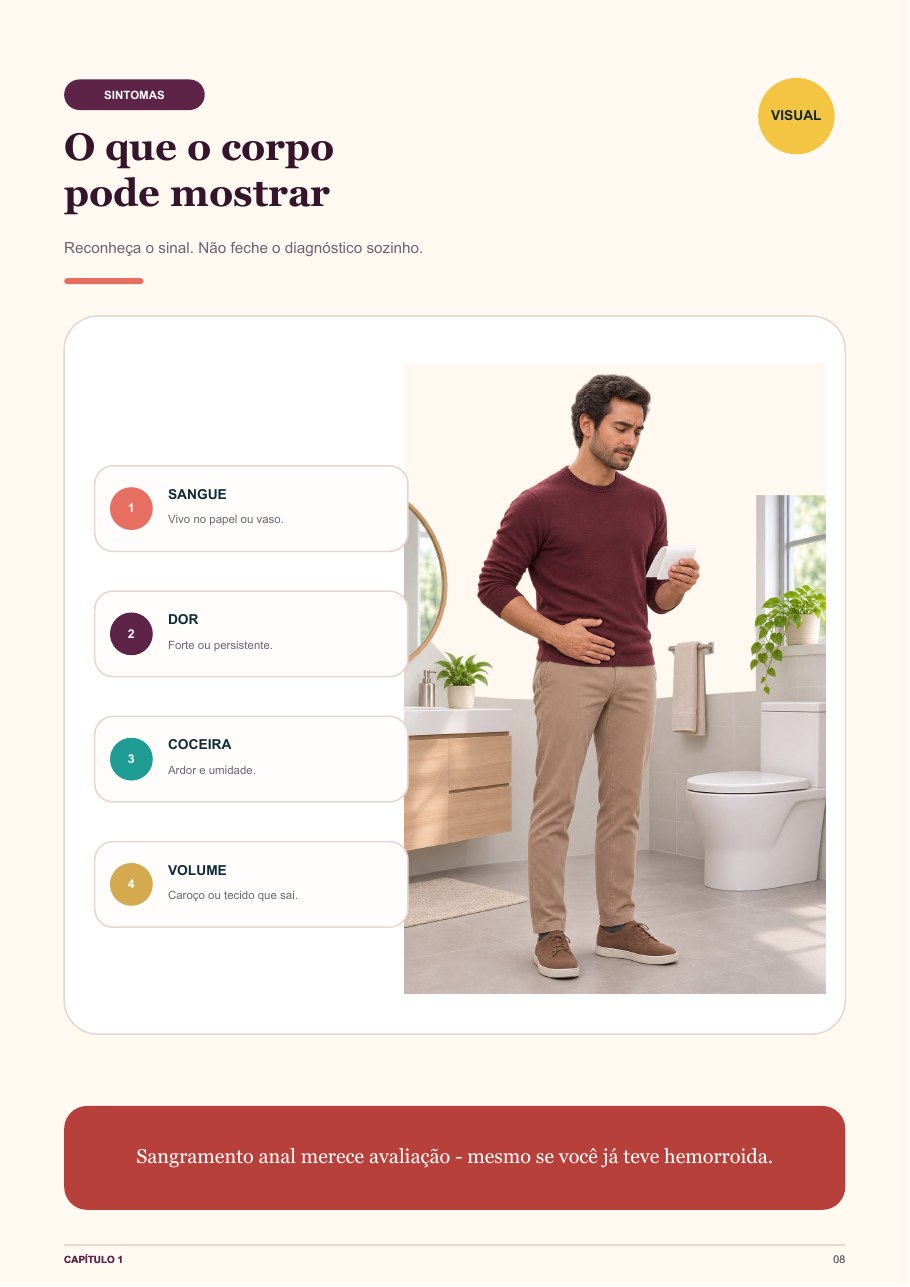 SINTOMAS
VISUAL
O que o corpo
pode mostrar
Reconheça o sinal. Não feche o diagnóstico sozinho.
1
SANGUE
Vivo no papel ou vaso.
2
DOR
Forte ou persistente.
3
COCEIRA
Ardor e umidade.
4
VOLUME
Caroço ou tecido que sai.
Sangramento anal merece avaliação - mesmo se você já teve hemorroida.
CAPÍTULO 1
08